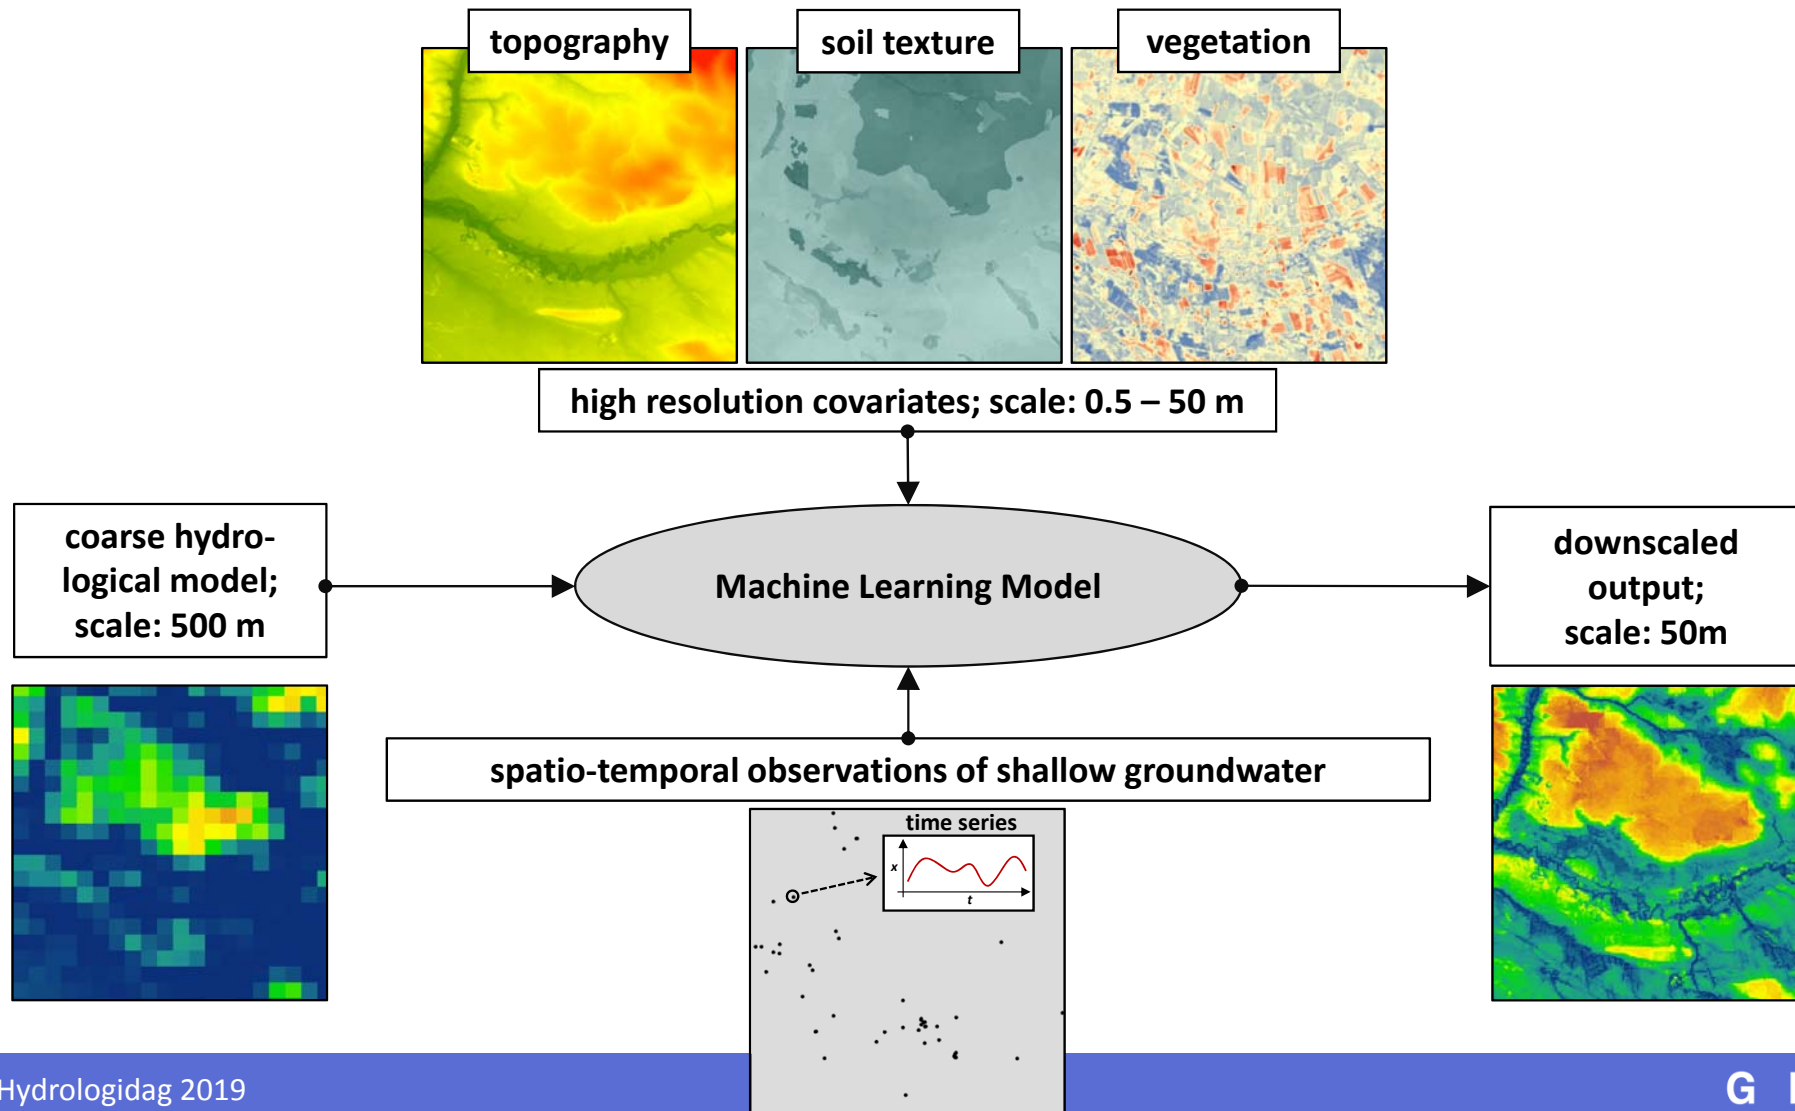 topography
soil texture
vegetation
high resolution covariates; scale: 0.5 – 50 m
coarse hydro-
logical model;
scale: 500 m
Machine Learning Model
downscaled
output;
scale: 50m
spatio-temporal observations of shallow groundwater
time series
x
t
Hydrologidag 2019
G